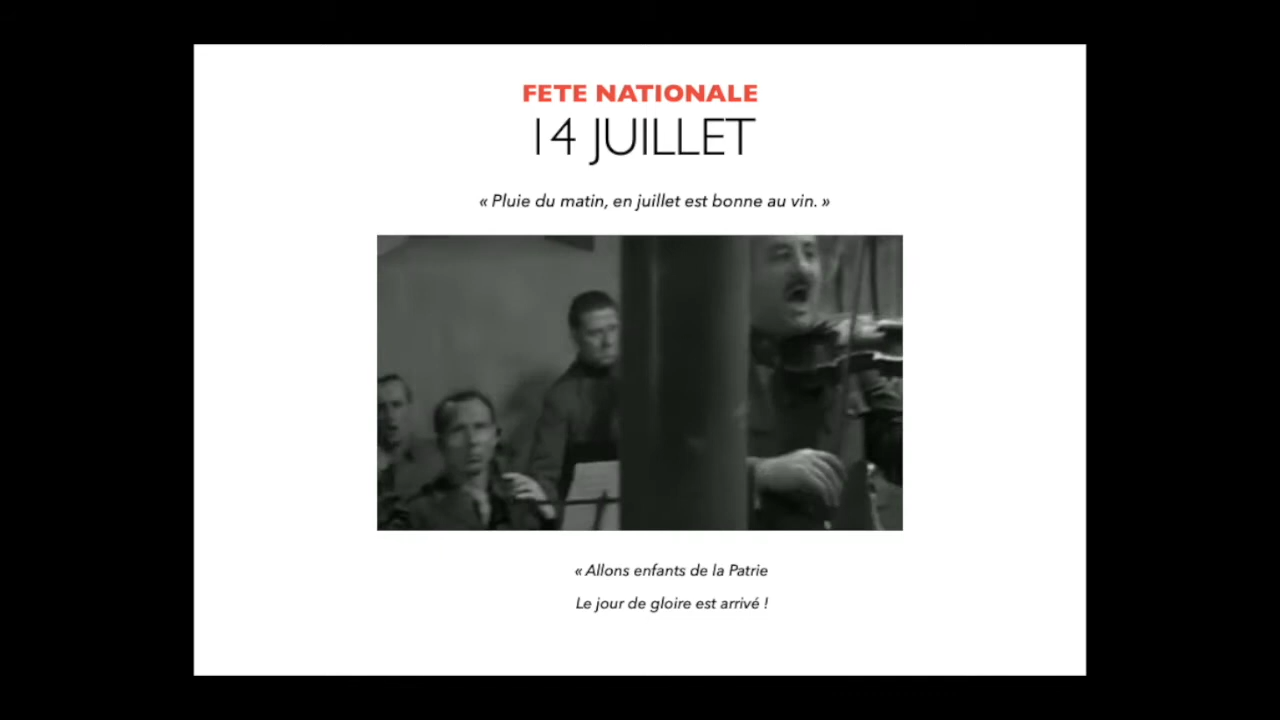 FETE NATIONALE
14 JUILLET
« Pluie du matin, en juillet est bonne au vin. »
« Allons enfants de la Patrie
Le jour de gloire est arrivé !